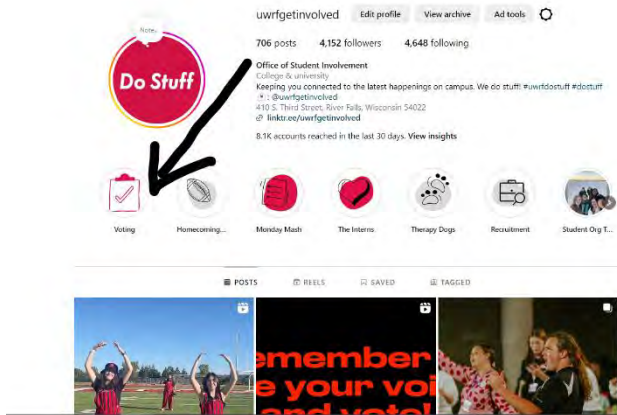 Note...
uwrfgetinvolved Edit profile View archive Ad tools
706 posts 4,152 followers 4,648 following
Office of Student Involvement
College & university
Keeping you connected to the latest happenings on campus. We do stuff! #uwrfdostuff #dostuff
: @uwrfgetinvolved
410 S. Third Street, River Falls, Wisconsin 54022
linktr.ee/uwrfgetinvolved
8.1K accounts reached in the last 30 days. View insights
Do Stuff
Voting Homecoming... Monday Mash The Interns Therapy Dogs Recruitment Student Org T...
POSTS REELS SAVED TAGGED
emember
e your voi
and vote!